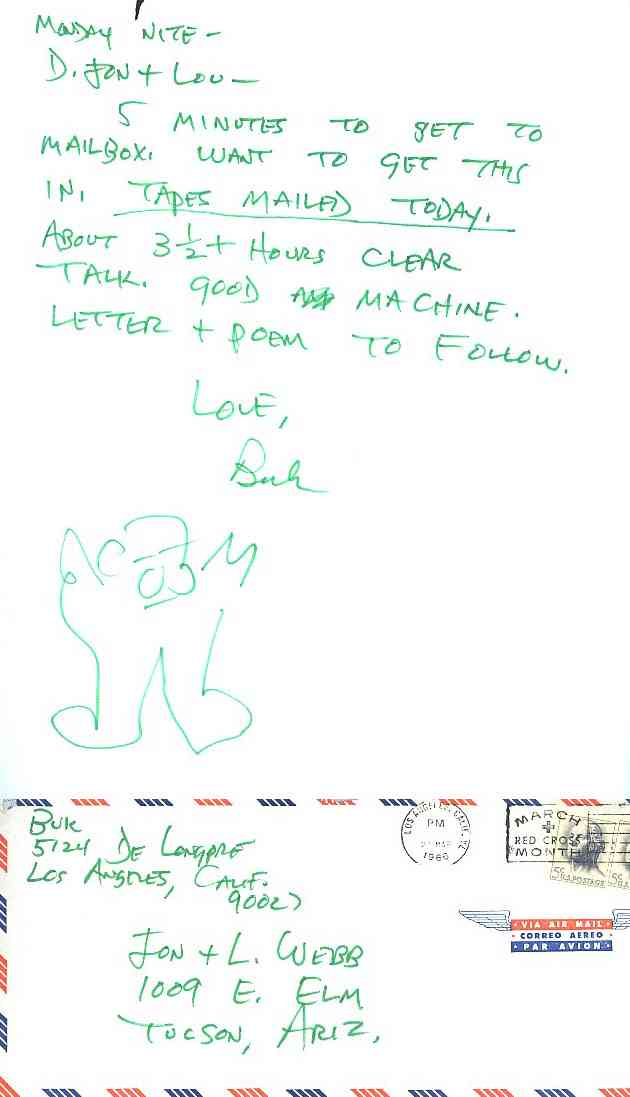 MONDAY NITE -
D. JON + LOU -
5 MINUTES TO GET TO
MAILBOX. WANT TO GET THIS
IN, TAPES MAILED TODAY.
ABOUT 3 1/2 + HOURS CLEAR
TALK. GOOD MACHINE.
LETTER + POEM TO FOLLOW.
LOVE,
Buk
BUK
5124 DE LONGPRE
LOS ANGELES, CALIF.
90027
LOS ANGELES, CALIF.
PM
MAR
1966
MARCH
RED CROSS
MONTH
5¢ U.S. POSTAGE
VIA AIR MAIL
CORREO AEREO
PAR AVION
JON + L. WEBB
1009 E. ELM
TUCSON, ARIZ.